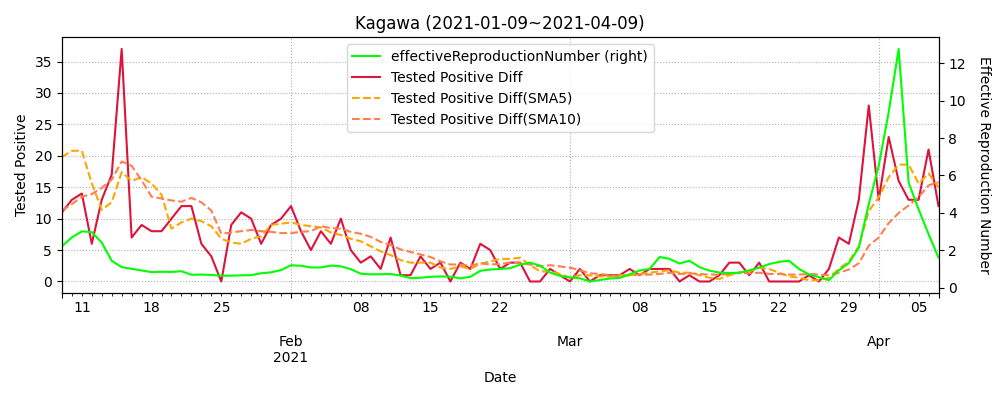 Kagawa (2021-01-09~2021-04-09)
effectiveReproductionNumber (right)
Tested Positive Diff
Tested Positive Diff(SMA5)
Tested Positive Diff(SMA10)
Tested Positive
35
30
25
20
15
10
5
0
12
10
8
6
4
2
0
Effective Reproduction Number
11 18 25 08 15 22 08 15 22 29 05
Feb Mar Apr
2021
Date